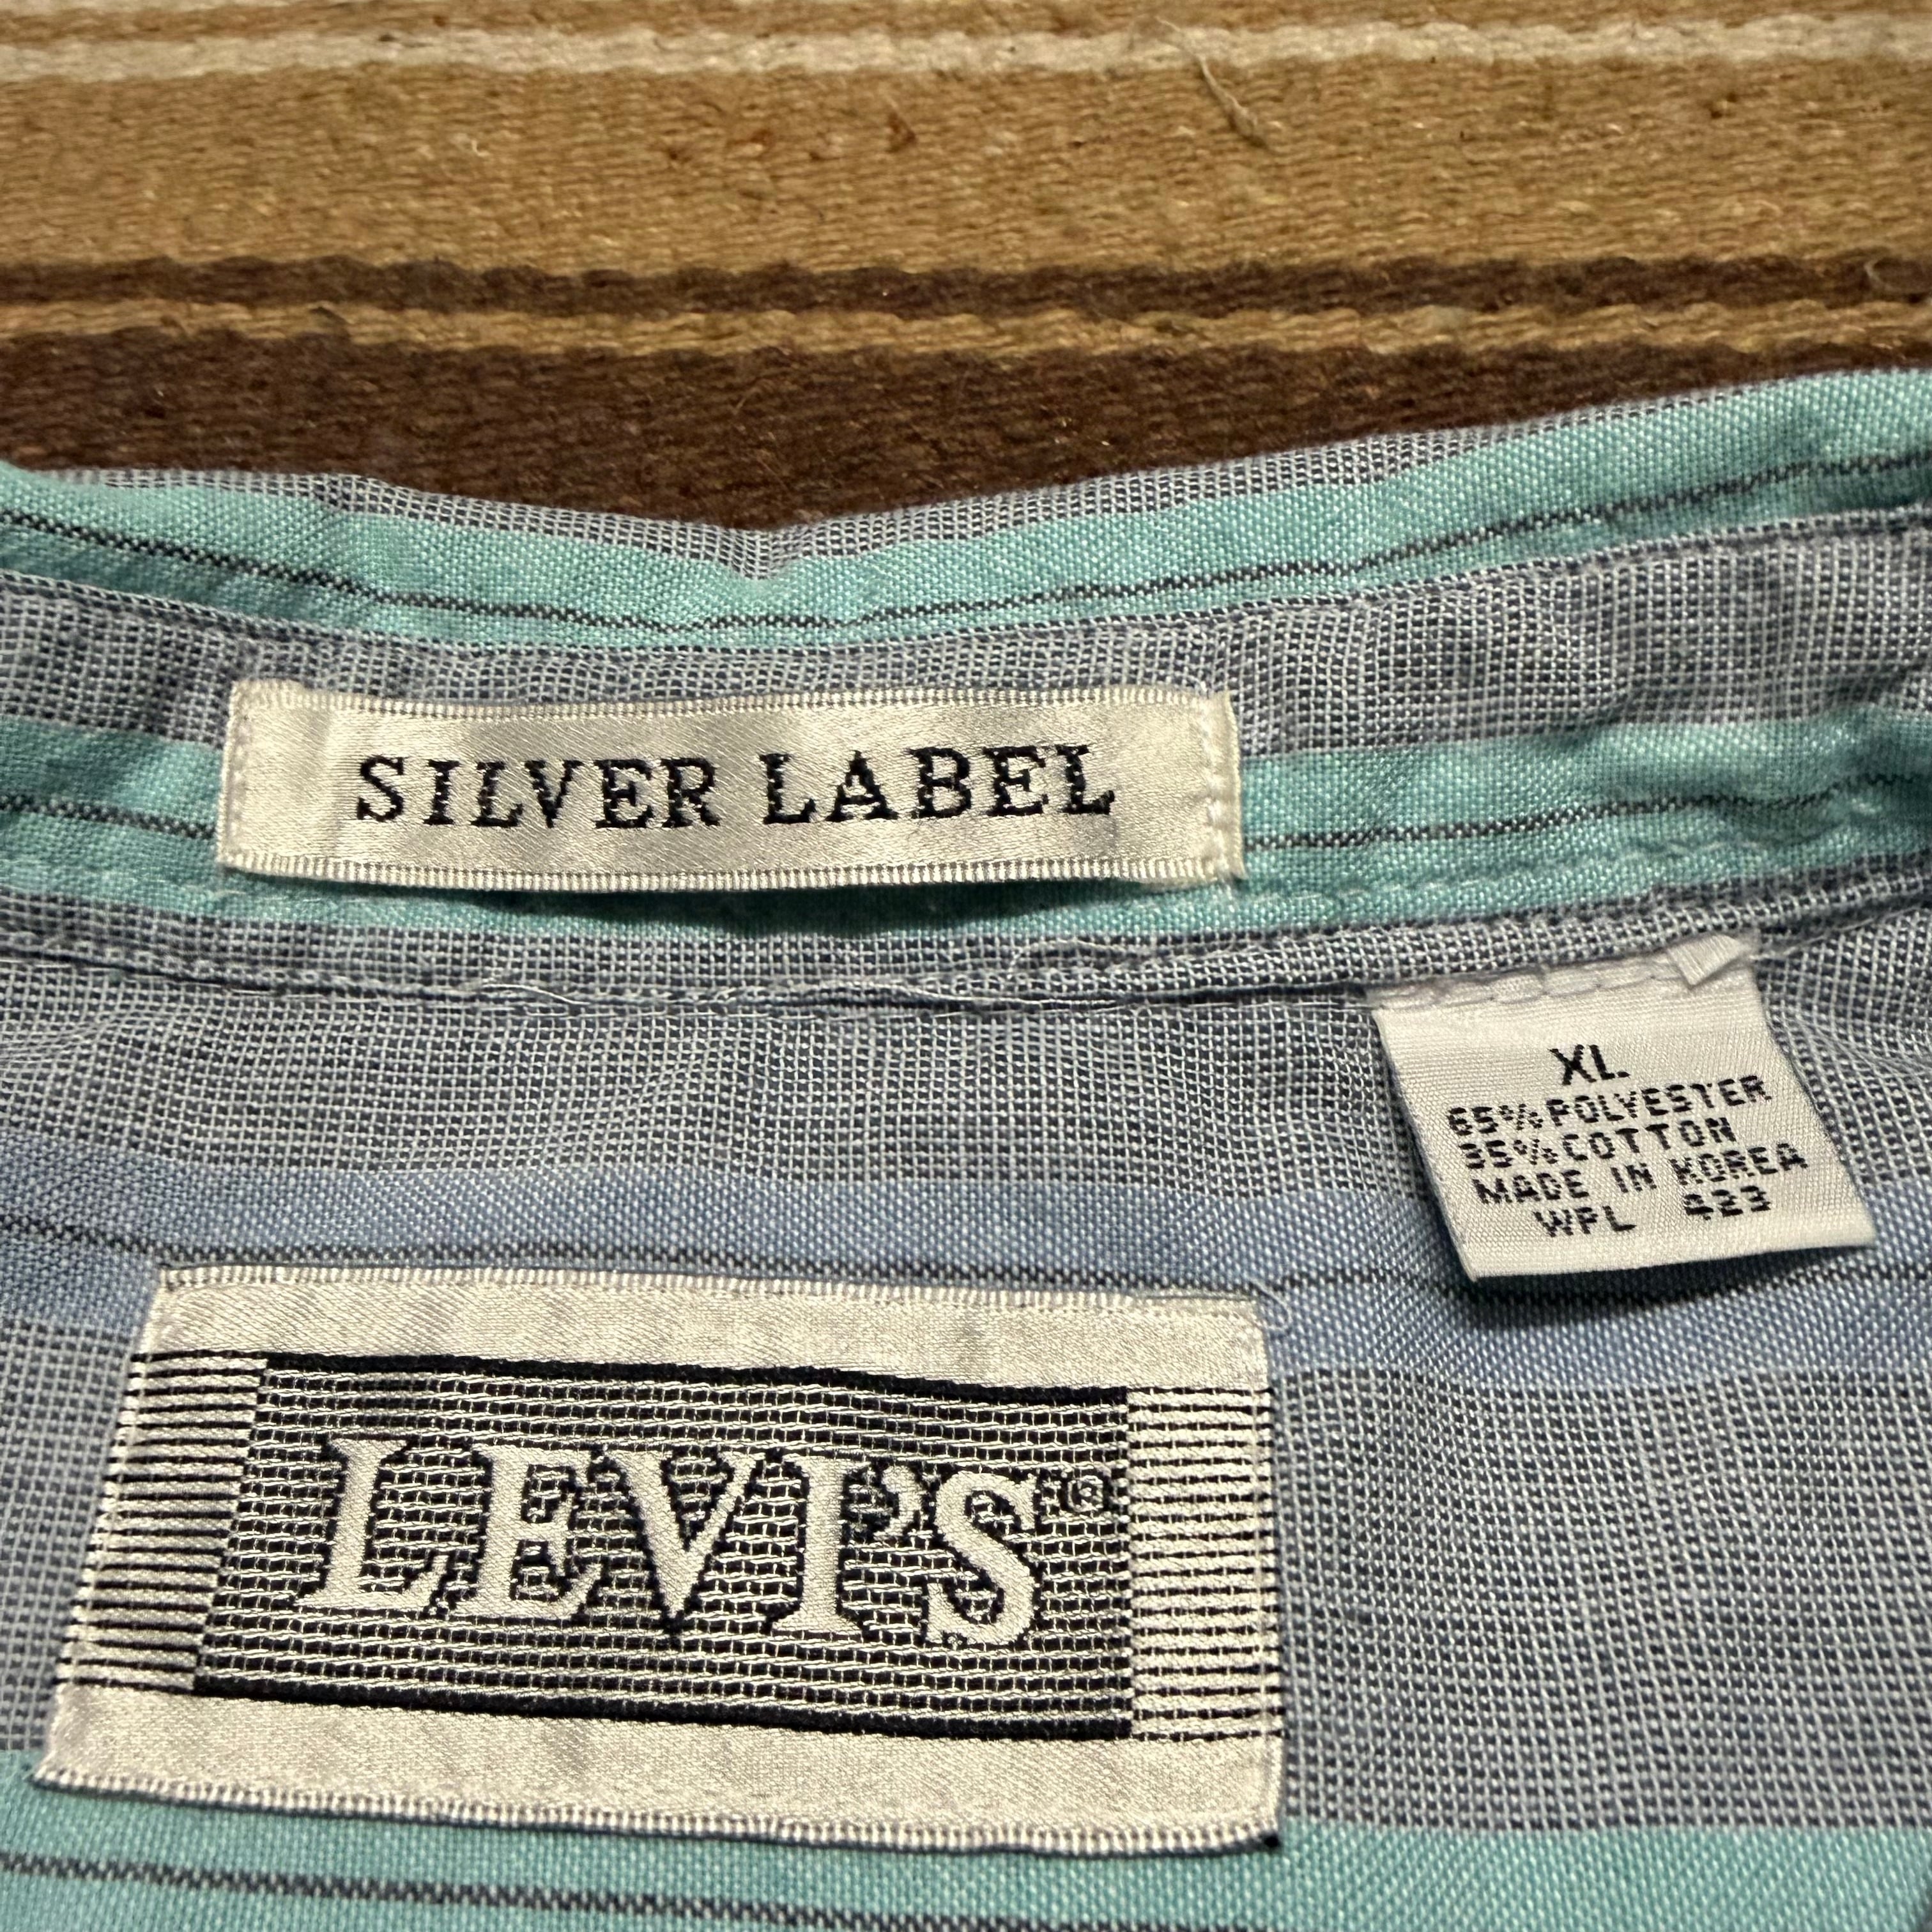 SILVER LABEL
XL
65% POLYESTER
35% COTTON
MADE IN KOREA
WPL 423
LEVI'S®